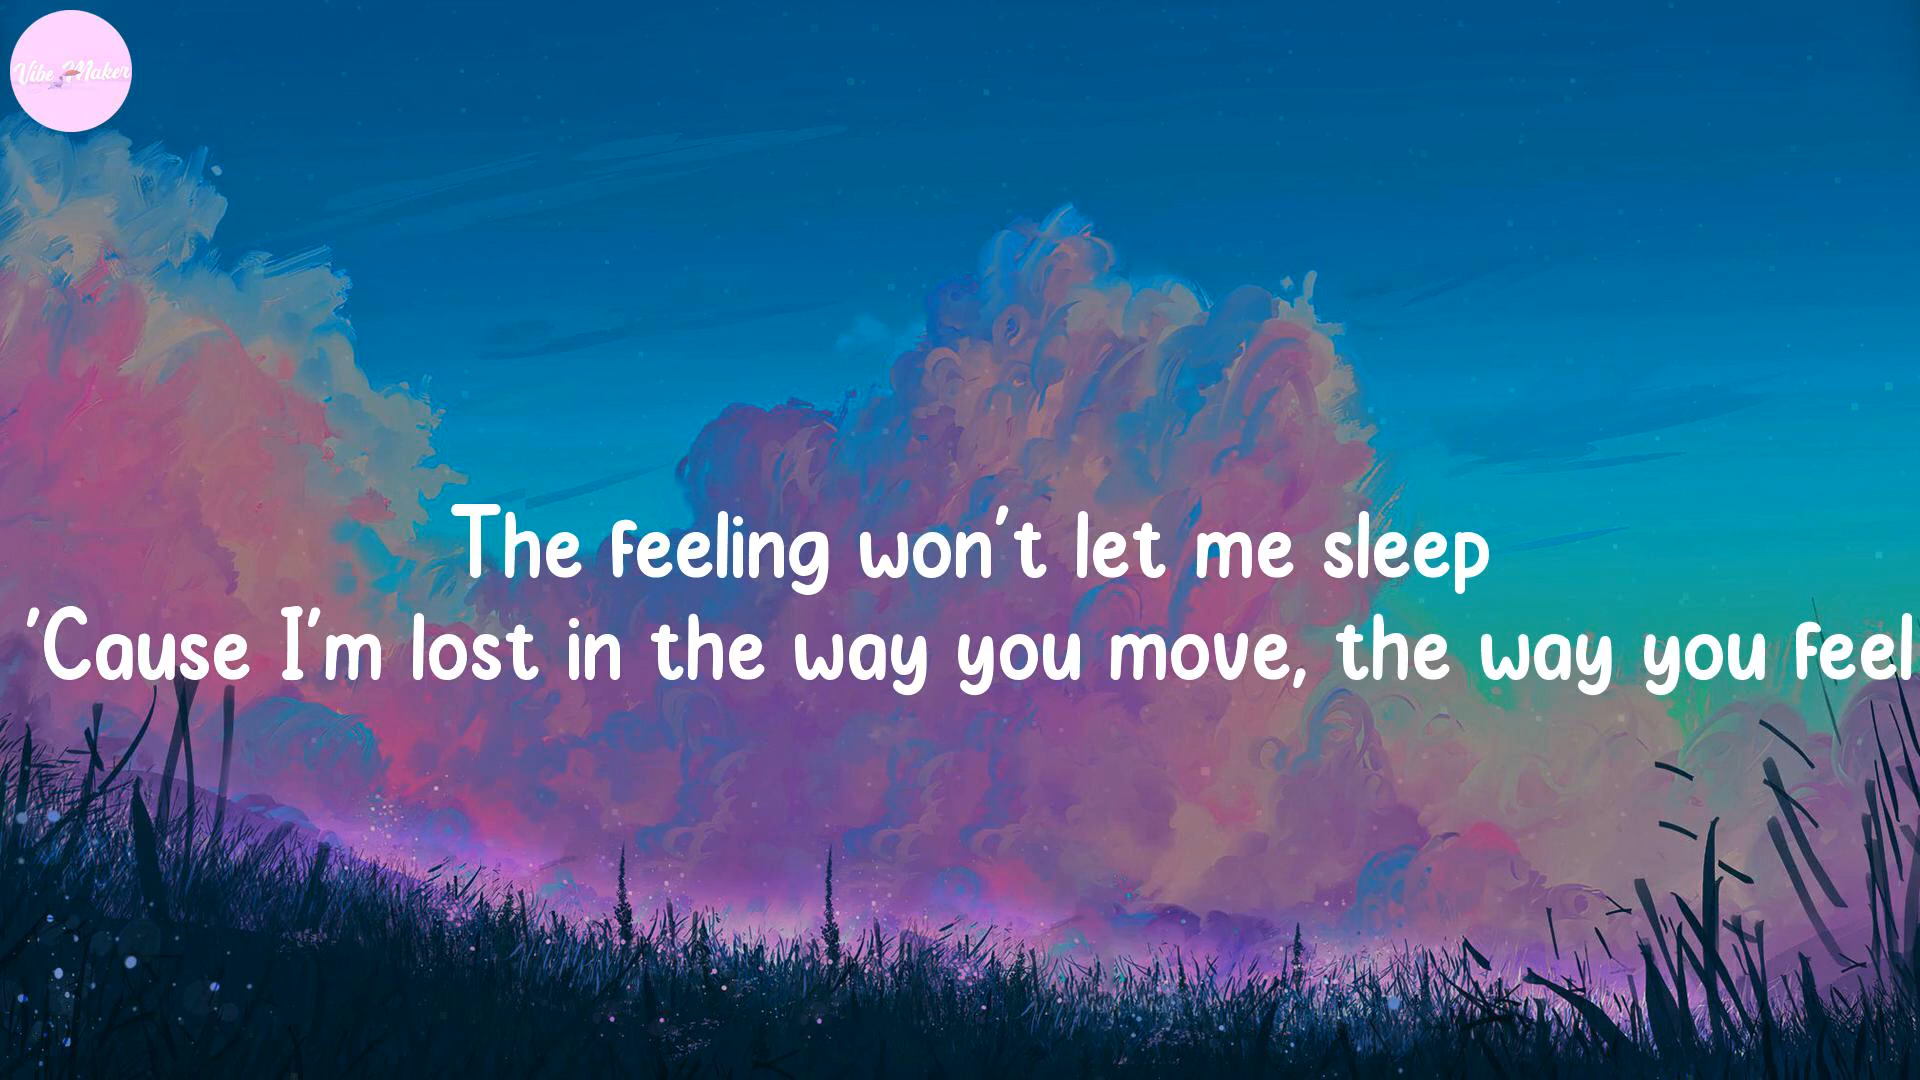 Vibe Maker
The feeling won't let me sleep
'Cause I'm lost in the way you move, the way you feel